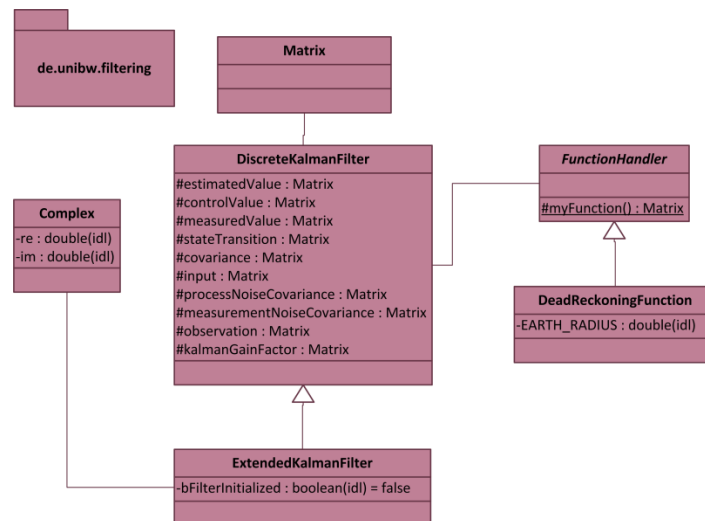 de.unibw.filtering
Matrix
DiscreteKalmanFilter
#estimatedValue : Matrix
#controlValue : Matrix
#measuredValue : Matrix
#stateTransition : Matrix
#covariance : Matrix
#input : Matrix
#processNoiseCovariance : Matrix
#measurementNoiseCovariance : Matrix
#observation : Matrix
#kalmanGainFactor : Matrix
FunctionHandler
#myFunction() : Matrix
Complex
-re : double(idl)
-im : double(idl)
DeadReckoningFunction
-EARTH_RADIUS : double(idl)
ExtendedKalmanFilter
-bFilterInitialized : boolean(idl) = false